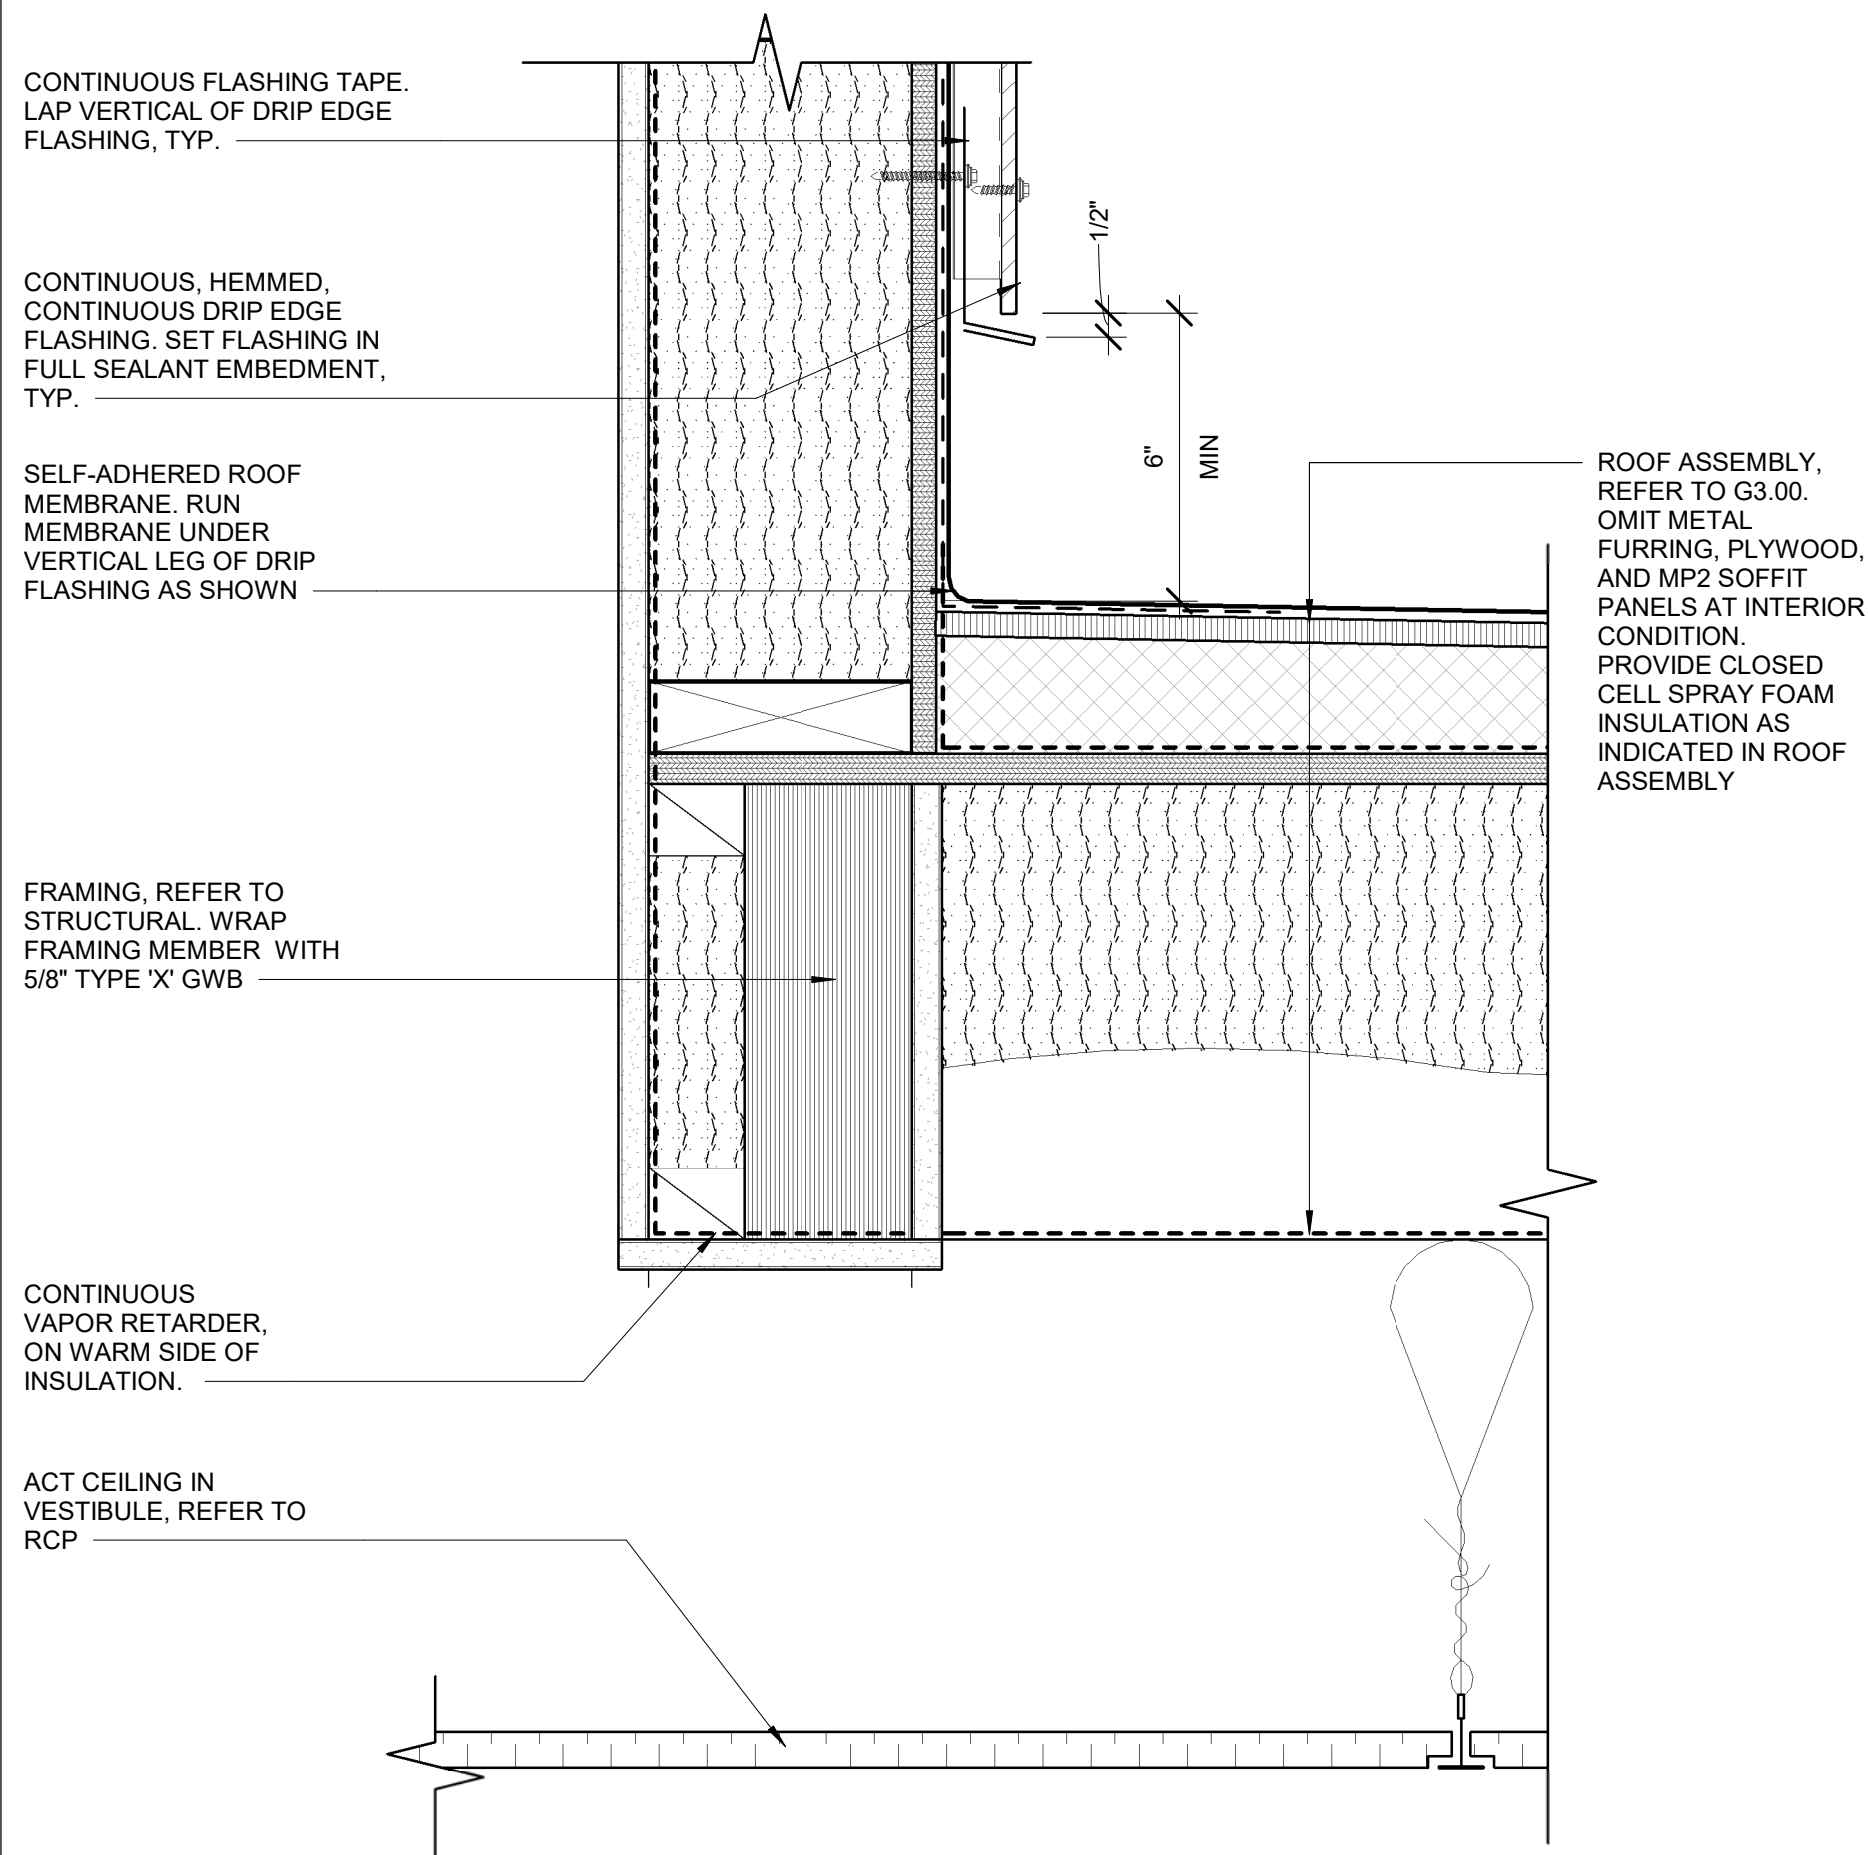 CONTINUOUS FLASHING TAPE.
LAP VERTICAL OF DRIP EDGE
FLASHING, TYP.
CONTINUOUS, HEMMED,
CONTINUOUS DRIP EDGE
FLASHING. SET FLASHING IN
FULL SEALANT EMBEDMENT,
TYP.
SELF-ADHERED ROOF
MEMBRANE. RUN
MEMBRANE UNDER
VERTICAL LEG OF DRIP
FLASHING AS SHOWN
FRAMING, REFER TO
STRUCTURAL. WRAP
FRAMING MEMBER WITH
5/8" TYPE 'X' GWB
CONTINUOUS
VAPOR RETARDER,
ON WARM SIDE OF
INSULATION.
ACT CEILING IN
VESTIBULE, REFER TO
RCP
1/2"
6"
MIN
ROOF ASSEMBLY,
REFER TO G3.00.
OMIT METAL
FURRING, PLYWOOD,
AND MP2 SOFFIT
PANELS AT INTERIOR
CONDITION.
PROVIDE CLOSED
CELL SPRAY FOAM
INSULATION AS
INDICATED IN ROOF
ASSEMBLY